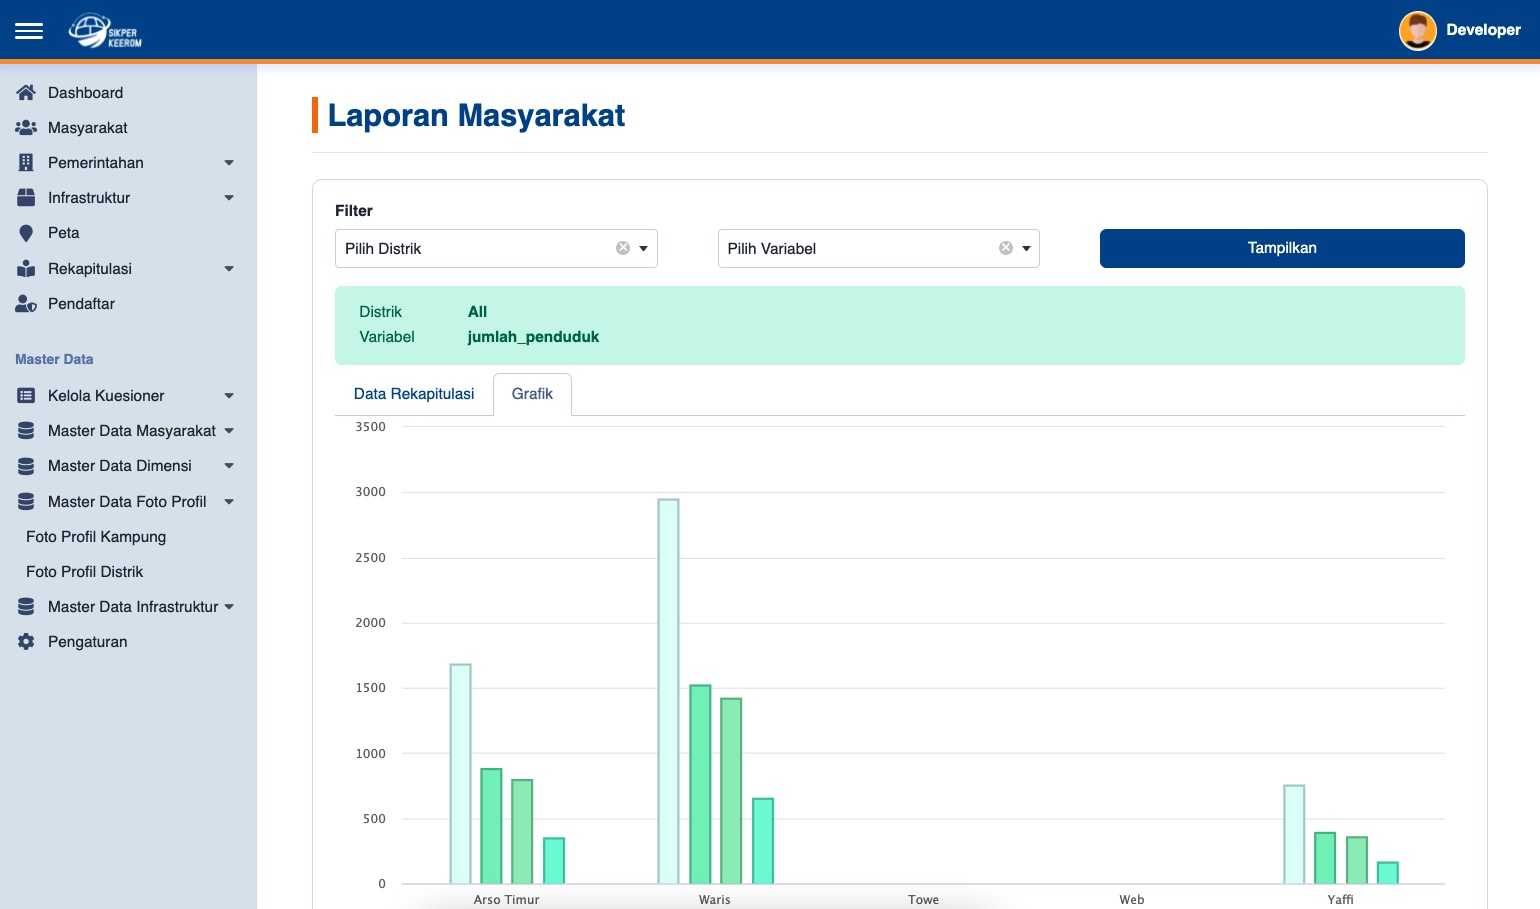 SIKPER
KEEROM
Developer
Dashboard
Masyarakat
Pemerintahan
Infrastruktur
Peta
Rekapitulasi
Pendaftar
Master Data
Kelola Kuesioner
Master Data Masyarakat
Master Data Dimensi
Master Data Foto Profil
Foto Profil Kampung
Foto Profil Distrik
Master Data Infrastruktur
Pengaturan
Laporan Masyarakat
Filter
Pilih Distrik
Pilih Variabel
Tampilkan
Distrik All
Variabel jumlah_penduduk
Data Rekapitulasi
Grafik
3500
3000
2500
2000
1500
1000
500
0
Arso Timur Waris Towe Web Yaffi